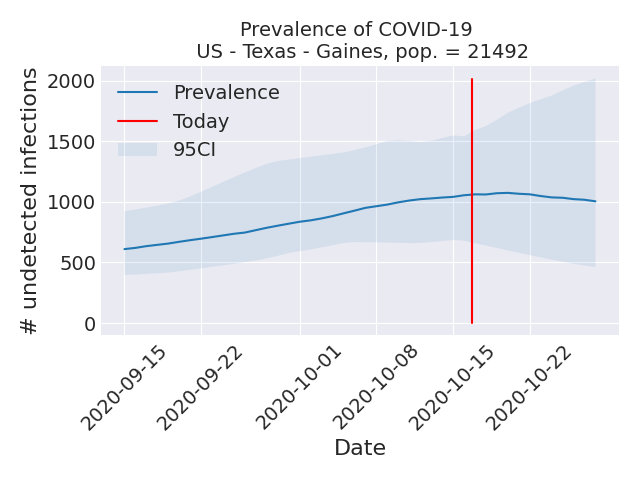 Prevalence of COVID-19
US - Texas - Gaines, pop. = 21492
# undetected infections
2000
1500
1000
500
0
Prevalence
Today
95CI
2020-09-15
2020-09-22
2020-10-01
2020-10-08
2020-10-15
2020-10-22
Date